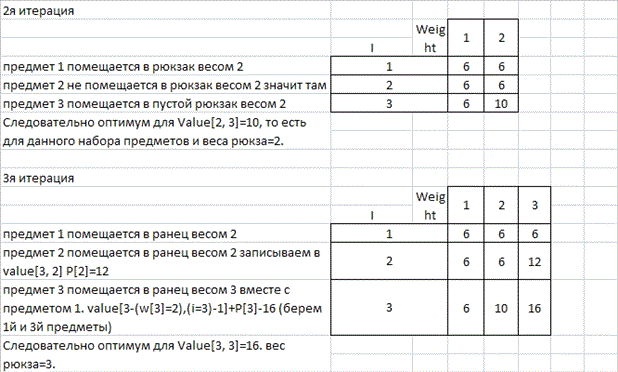 2я итерация
Weig
ht
I
1 2
предмет 1 помещается в рюкзак весом 2 1 6 6
предмет 2 не помещается в рюкзак весом 2 значит там 2 6 6
предмет 3 помещается в пустой рюкзак весом 2 3 6 10
Следовательно оптимум для Value[2, 3]=10, то есть
для данного набора предметов и веса рюкза=2.
3я итерация
Weig
ht
I
1 2 3
предмет 1 помещается в ранец весом 2 1 6 6 6
предмет 2 помещается в ранец весом 2 записываем в
value[3, 2] P[2]=12 2 6 6 12
предмет 3 помещается в ранец весом 3 вместе с
предметом 1. value[3-(w[3]=2),(i=3)-1]+P[3]-16 (берем
1й и 3й предметы) 3 6 10 16
Следовательно оптимум для Value[3, 3]=16. вес
рюкза=3.